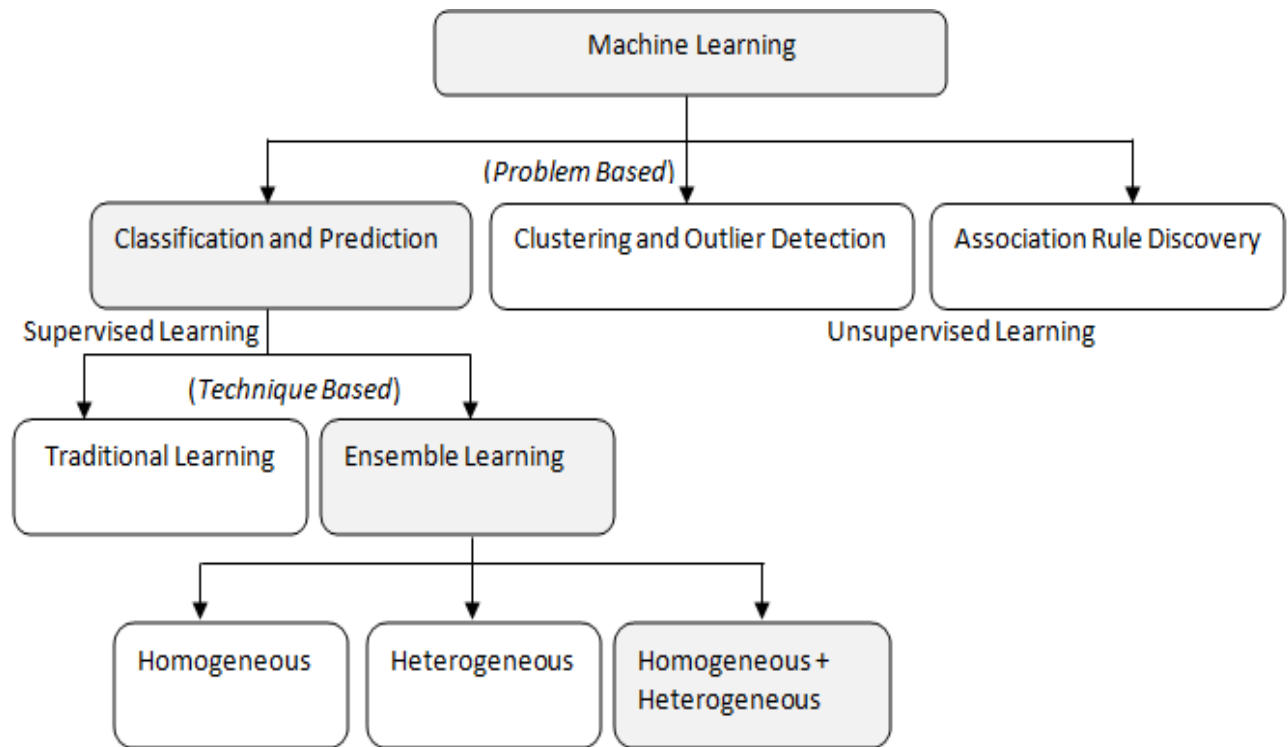 Machine Learning
(Problem Based)
Classification and Prediction
Clustering and Outlier Detection
Association Rule Discovery
Supervised Learning
Unsupervised Learning
(Technique Based)
Traditional Learning
Ensemble Learning
Homogeneous
Heterogeneous
Homogeneous +
Heterogeneous